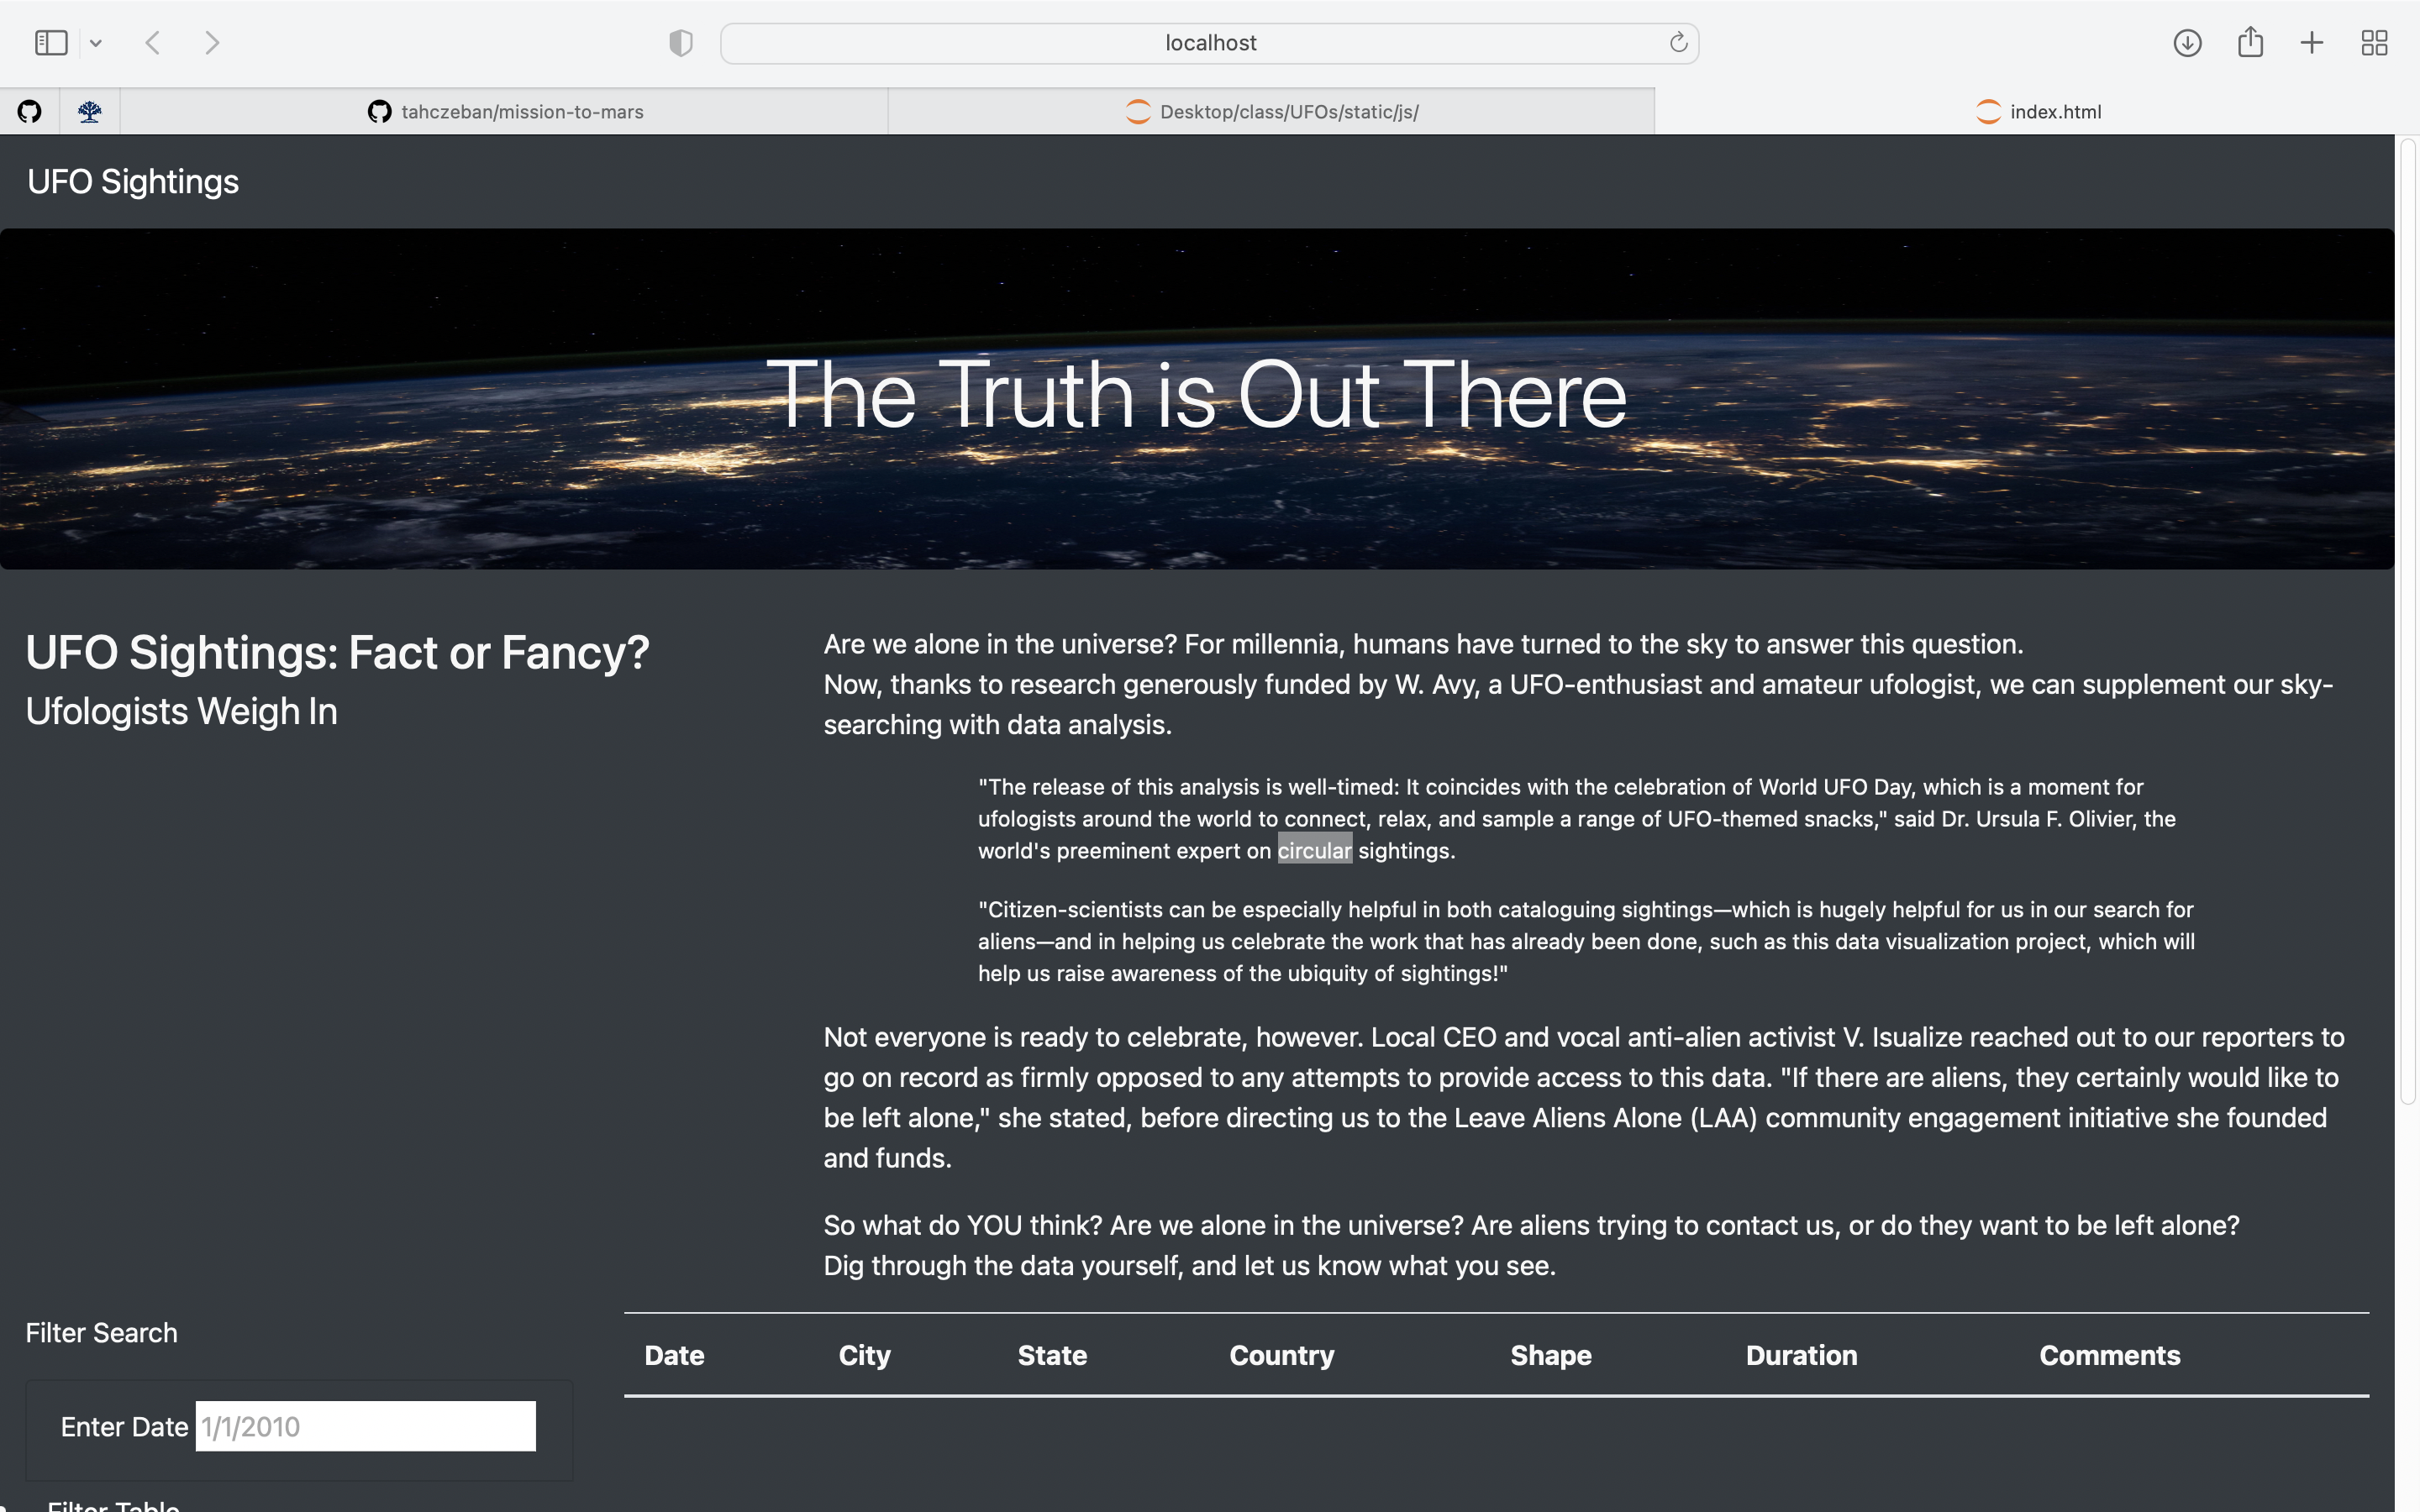 localhost
tahczeban/mission-to-mars
Desktop/class/UFOs/static/js/
index.html
UFO Sightings
The Truth is Out There
UFO Sightings: Fact or Fancy?
Ufologists Weigh In
Are we alone in the universe? For millennia, humans have turned to the sky to answer this question.
Now, thanks to research generously funded by W. Avy, a UFO-enthusiast and amateur ufologist, we can supplement our sky-
searching with data analysis.
"The release of this analysis is well-timed: It coincides with the celebration of World UFO Day, which is a moment for
ufologists around the world to connect, relax, and sample a range of UFO-themed snacks," said Dr. Ursula F. Olivier, the
world's preeminent expert on circular sightings.
"Citizen-scientists can be especially helpful in both cataloguing sightings—which is hugely helpful for us in our search for
aliens—and in helping us celebrate the work that has already been done, such as this data visualization project, which will
help us raise awareness of the ubiquity of sightings!"
Not everyone is ready to celebrate, however. Local CEO and vocal anti-alien activist V. Isualize reached out to our reporters to
go on record as firmly opposed to any attempts to provide access to this data. "If there are aliens, they certainly would like to
be left alone," she stated, before directing us to the Leave Aliens Alone (LAA) community engagement initiative she founded
and funds.
So what do YOU think? Are we alone in the universe? Are aliens trying to contact us, or do they want to be left alone?
Dig through the data yourself, and let us know what you see.
Filter Search
Date City State Country Shape Duration Comments
Enter Date 1/1/2010
Filter Table